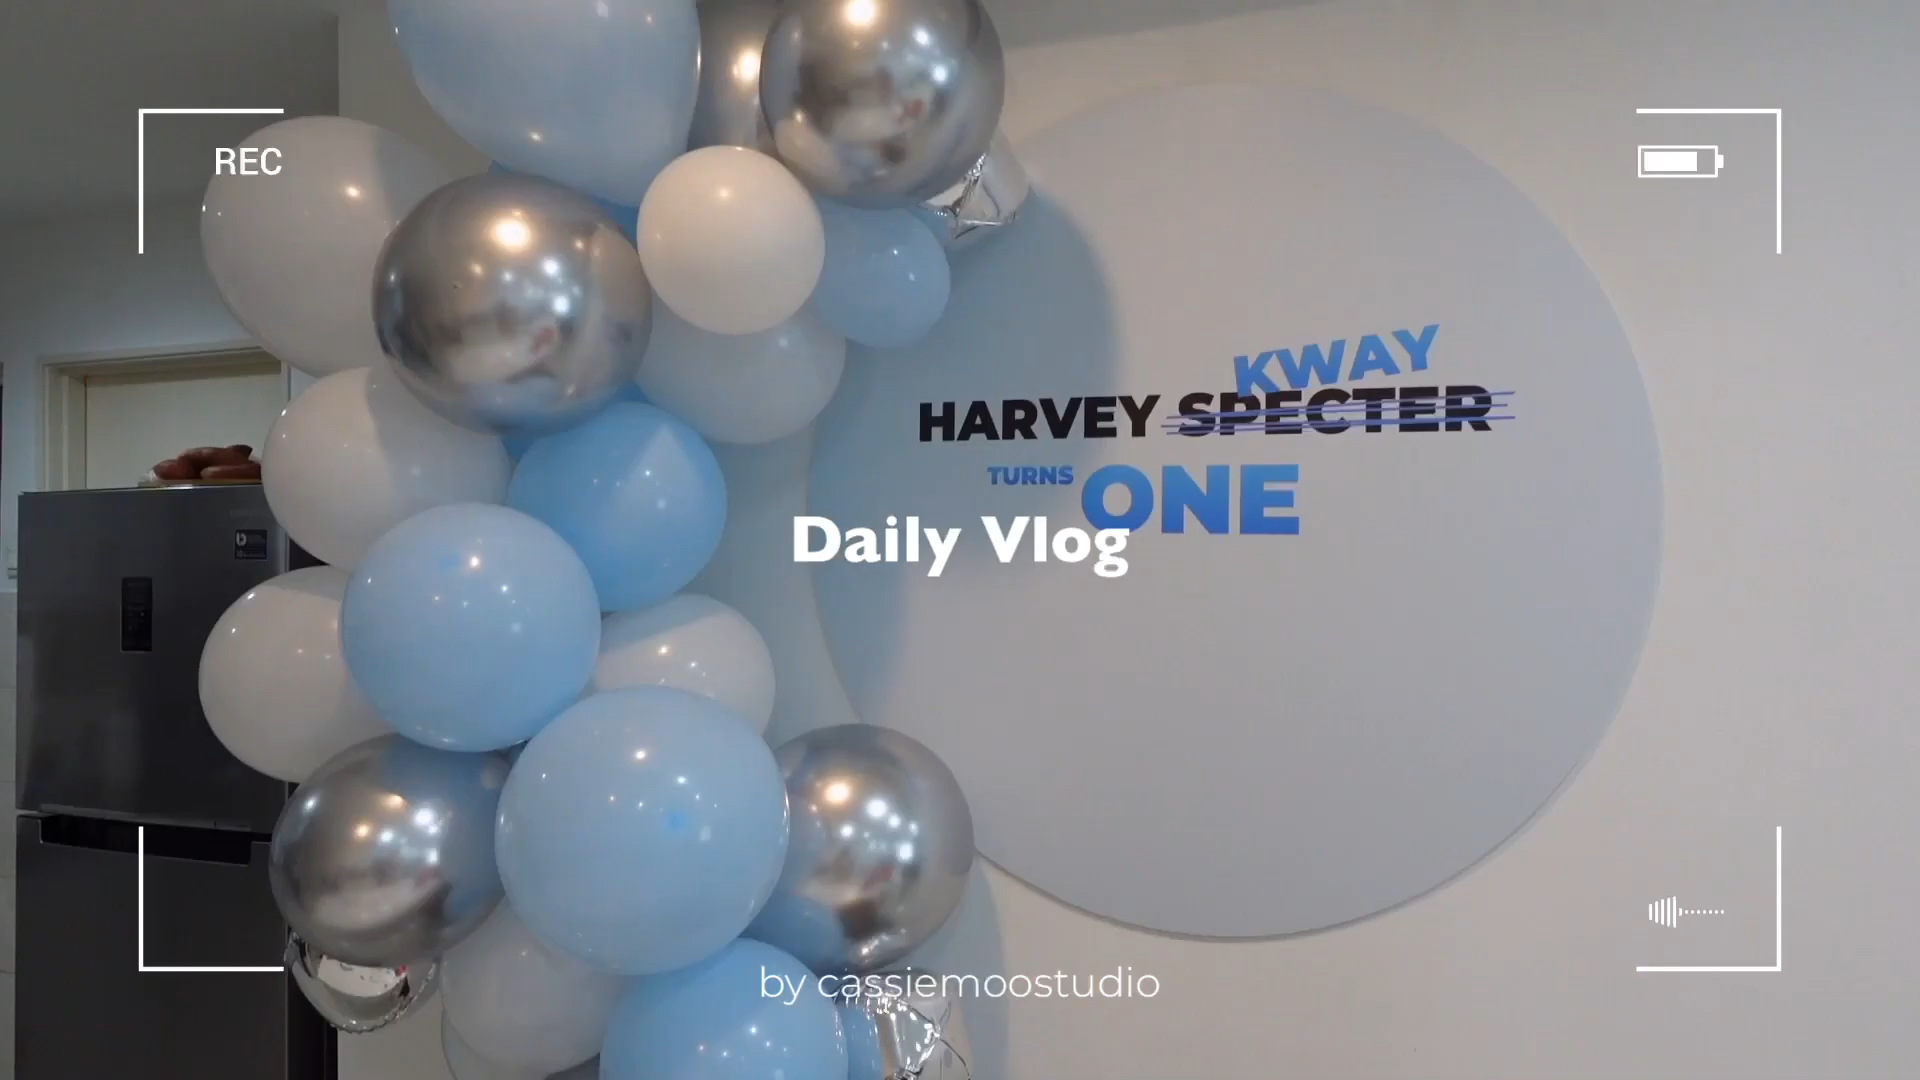 REC
KWAY
HARVEY SPECTER
TURNS ONE
Daily Vlog
by cassiemoostudio